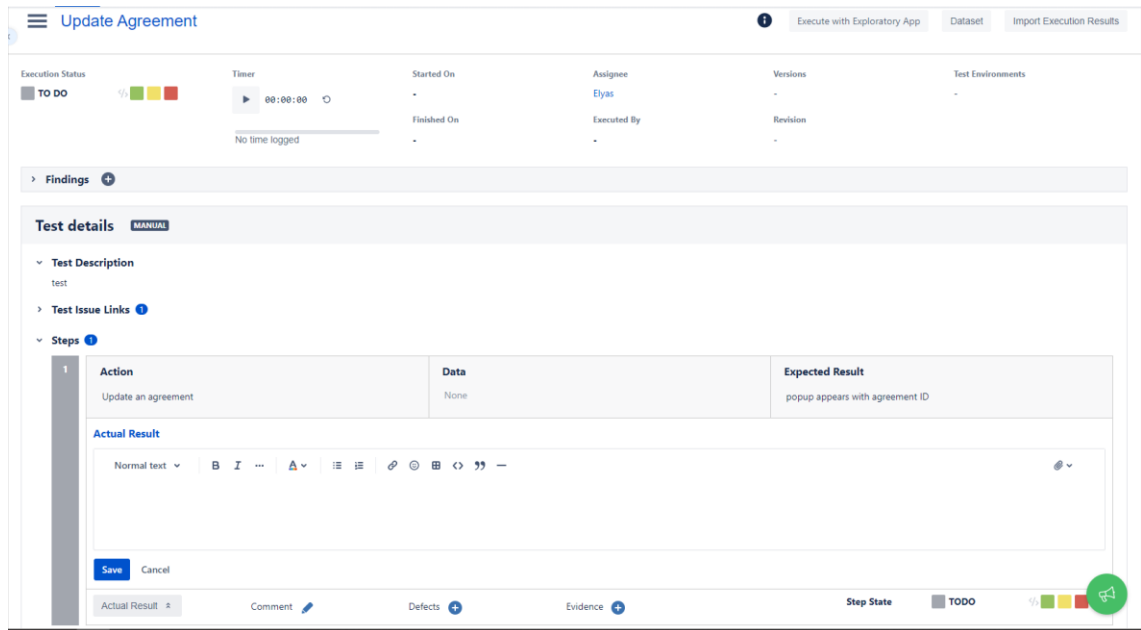 Update Agreement
Execute with Exploratory App
Dataset
Import Execution Results
Execution Status
Timer
Started On
Assignee
Versions
Test Environments
TO DO
00:00:00
-
Elyas
-
-
Finished On
Executed By
Revision
No time logged
-
-
-
Findings
Test details MANUAL
Test Description
test
Test Issue Links 1
Steps 1
1
Action
Data
Expected Result
Update an agreement
None
popup appears with agreement ID
Actual Result
Normal text B I ... A
Save Cancel
Actual Result
Comment
Defects
Evidence
Step State
TODO